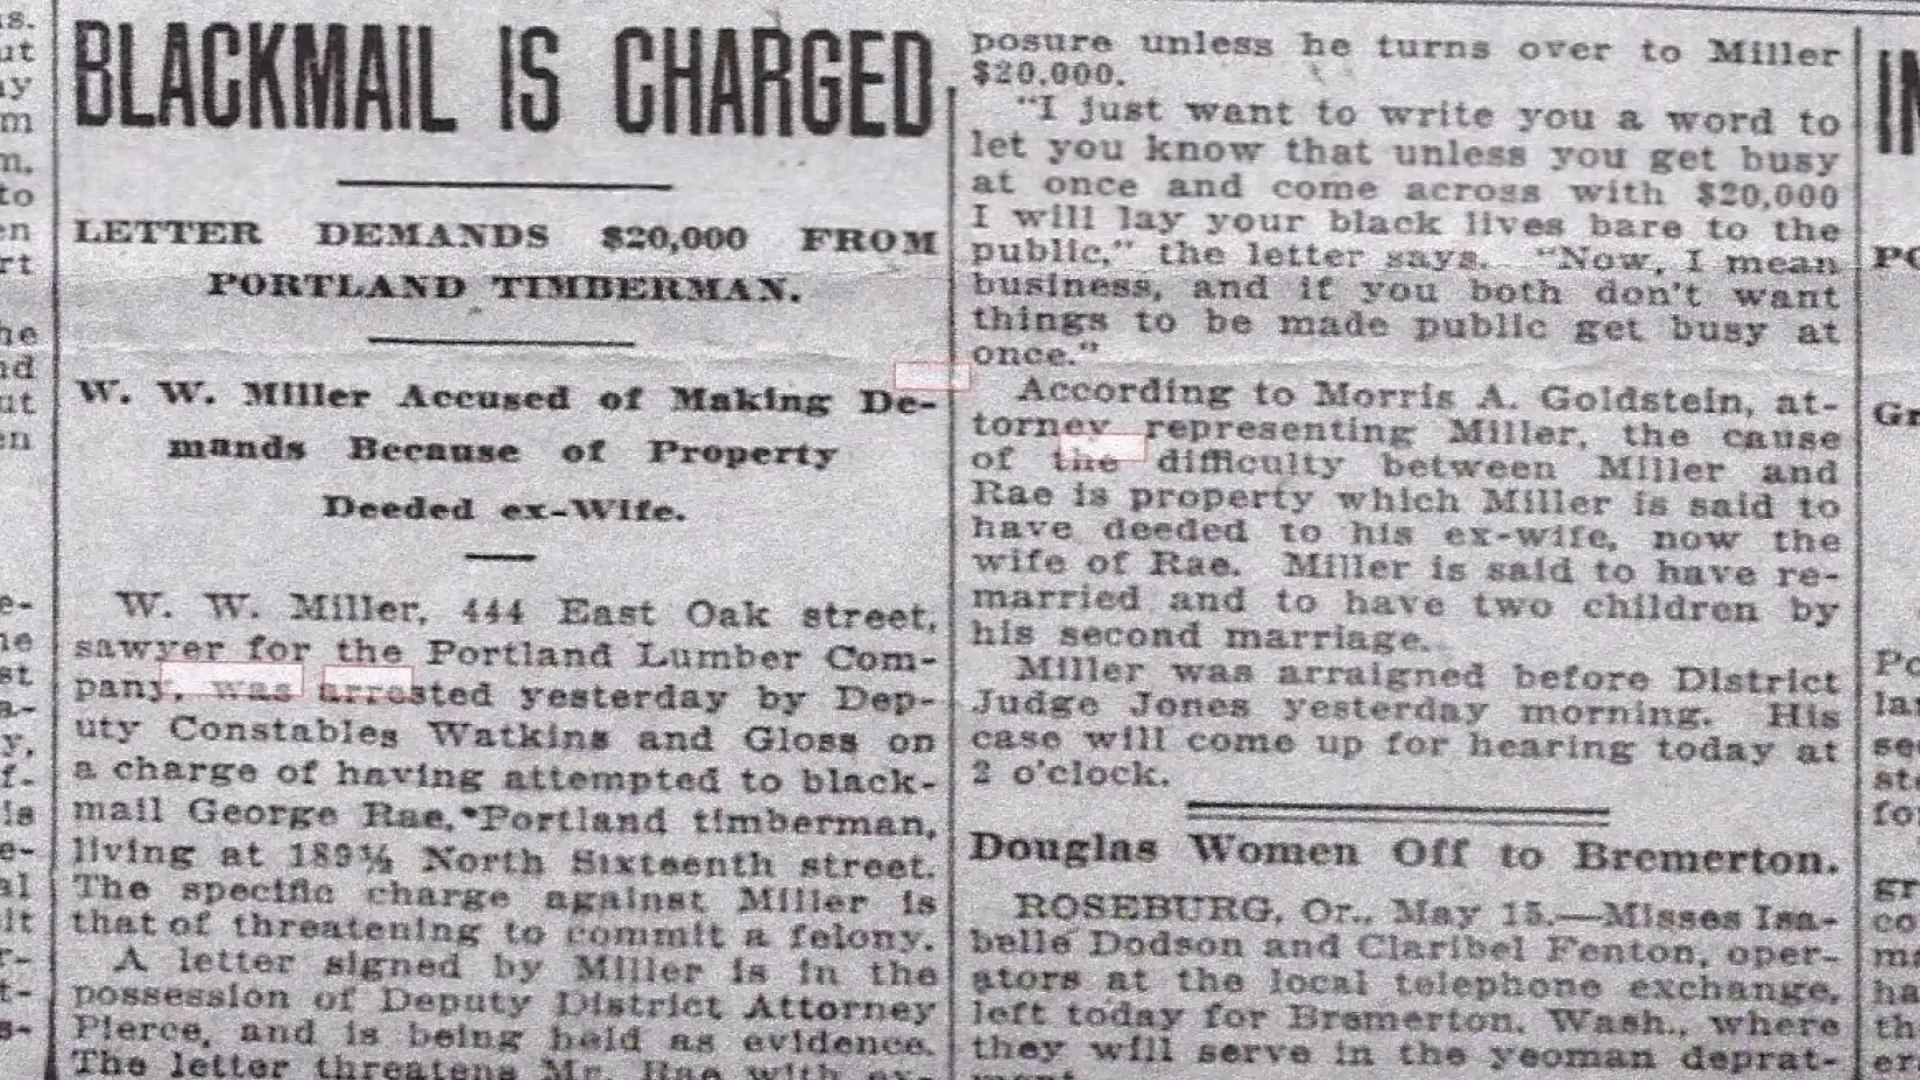 BLACKMAIL IS CHARGED
LETTER DEMANDS $20,000 FROM
PORTLAND TIMBERMAN.
W. W. Miller Accused of Making De-
mands Because of Property
Deeded ex-Wife.
W. W. Miller, 444 East Oak street,
sawyer for the Portland Lumber Com-
pany, was arrested yesterday by Dep-
uty Constables Watkins and Gloss on
a charge of having attempted to black-
mail George Rae, Portland timberman,
living at 189½ North Sixteenth street.
The specific charge against Miller is
that of threatening to commit a felony.
A letter signed by Miller is in the
possession of Deputy District Attorney
Pierce, and is being held as evidence.
The letter threatens Mr. Rae with ex-
posure unless he turns over to Miller
$20,000.
"I just want to write you a word to
let you know that unless you get busy
at once and come across with $20,000
I will lay your black lives bare to the
public," the letter says. "Now, I mean
business, and if you both don't want
things to be made public get busy at
once."
According to Morris A. Goldstein, at-
torney representing Miller, the cause
of the difficulty between Miller and
Rae is property which Miller is said to
have deeded to his ex-wife, now the
wife of Rae. Miller is said to have re-
married and to have two children by
his second marriage.
Miller was arraigned before District
Judge Jones yesterday morning. His
case will come up for hearing today at
2 o'clock.
Douglas Women Off to Bremerton.
ROSEBURG, Or., May 15.—Misses Isa-
belle Dodson and Claribel Fenton, oper-
ators at the local telephone exchange,
left today for Bremerton, Wash., where
they will serve in the yeoman deprat-
ment